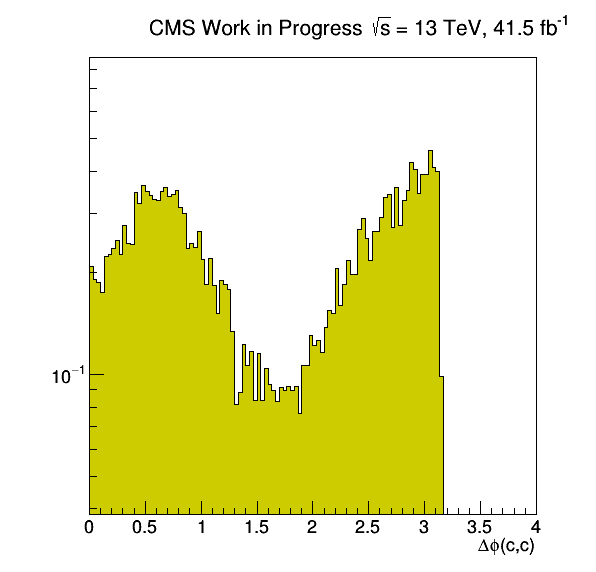 CMS Work in Progress √s = 13 TeV, 41.5 fb⁻¹
10⁻¹
0 0.5 1 1.5 2 2.5 3 3.5 4
Δϕ(c,c)